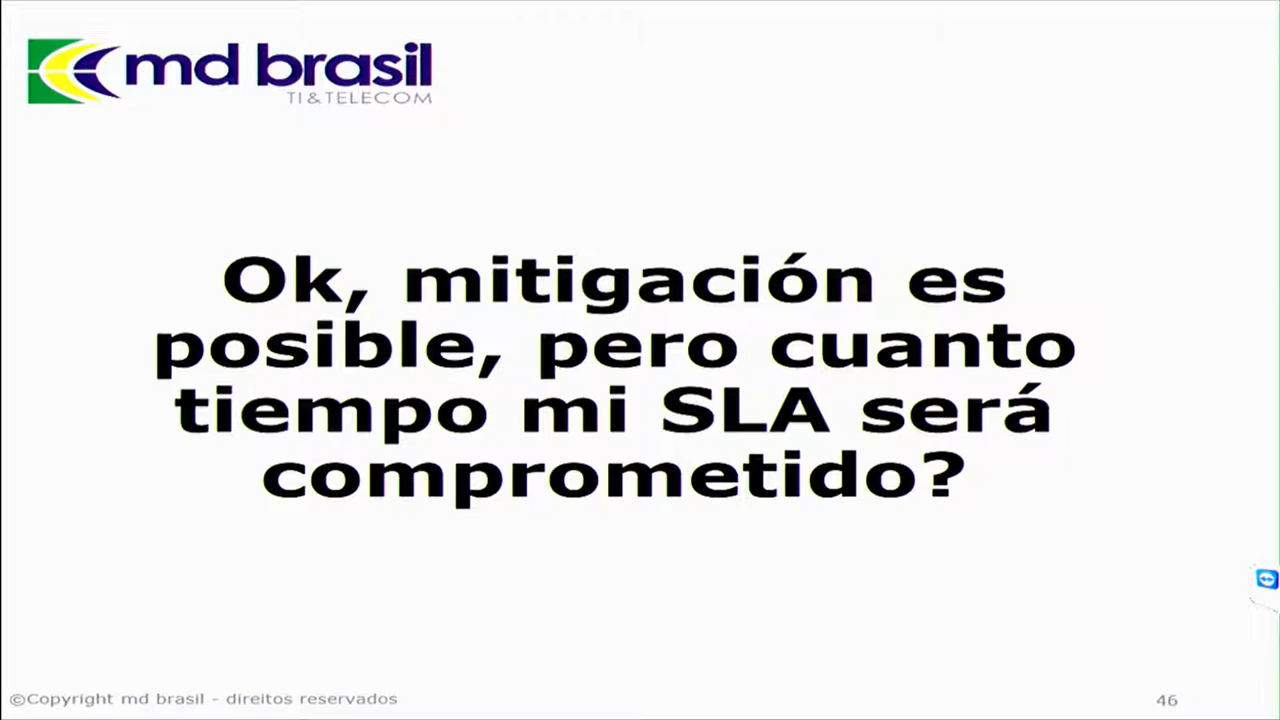 md brasil
TI & TELECOM
Ok, mitigación es
posible, pero cuanto
tiempo mi SLA será
comprometido?
©Copyright md brasil - direitos reservados
46